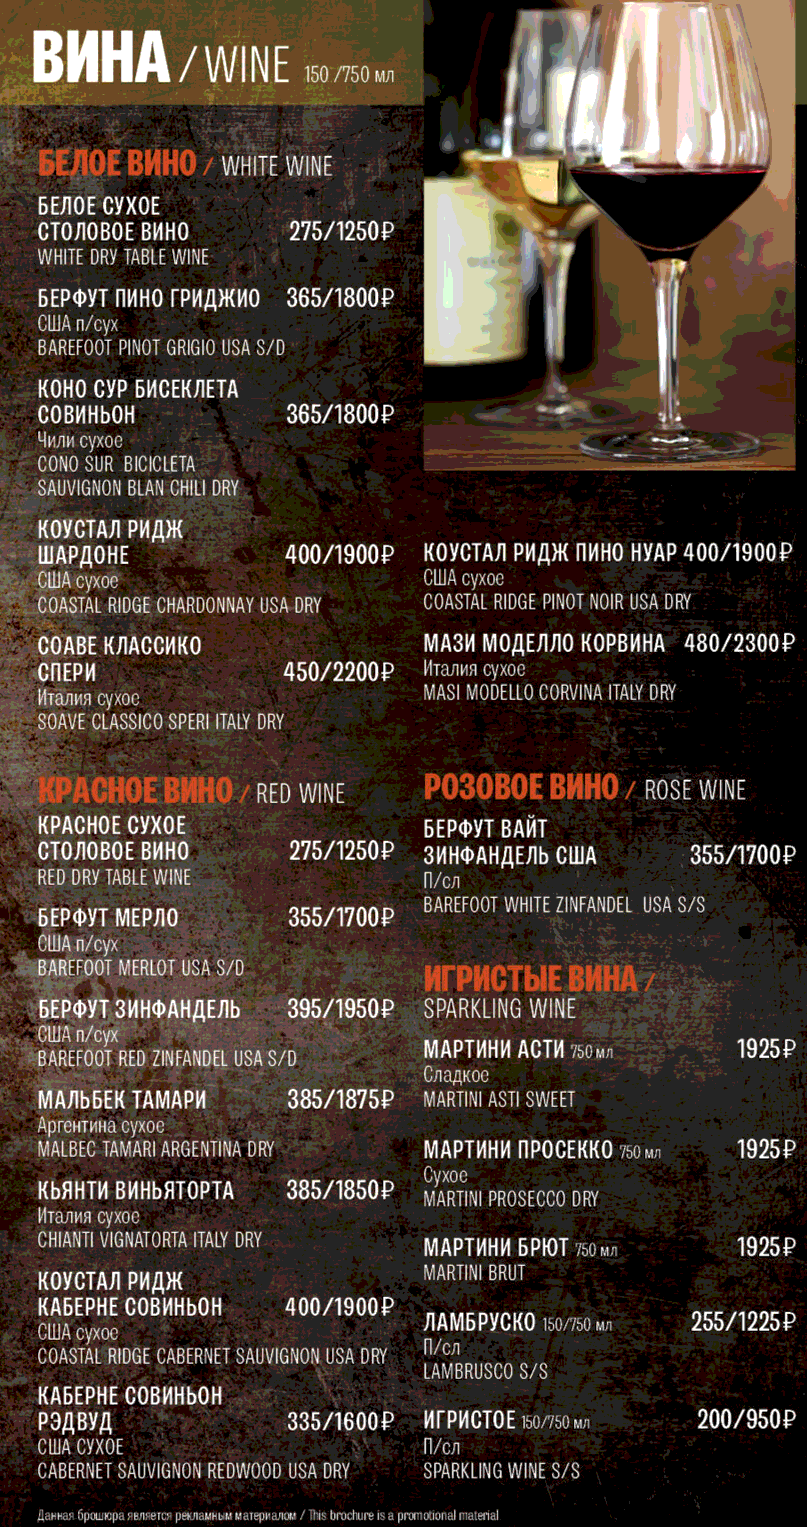 ВИНА / WINE 150 /750 мл
БЕЛОЕ ВИНО / WHITE WINE
БЕЛОЕ СУХОЕ
СТОЛОВОЕ ВИНО 275/1250₽
WHITE DRY TABLE WINE
БЕРФУТ ПИНО ГРИДЖИО 365/1800₽
США п/сух
BAREFOOT PINOT GRIGIO USA S/D
КОНО СУР БИСЕКЛЕТА
СОВИНЬОН 365/1800₽
Чили сухое
CONO SUR BICICLETA
SAUVIGNON BLAN CHILI DRY
КОУСТАЛ РИДЖ
ШАРДОНЕ 400/1900₽
США сухое
COASTAL RIDGE CHARDONNAY USA DRY
СОАВЕ КЛАССИКО
СПЕРИ 450/2200₽
Италия сухое
SOAVE CLASSICO SPERI ITALY DRY
КРАСНОЕ ВИНО / RED WINE
КРАСНОЕ СУХОЕ
СТОЛОВОЕ ВИНО 275/1250₽
RED DRY TABLE WINE
БЕРФУТ МЕРЛО 355/1700₽
США п/сух
BAREFOOT MERLOT USA S/D
БЕРФУТ ЗИНФАНДЕЛЬ 395/1950₽
США п/сух
BAREFOOT RED ZINFANDEL USA S/D
МАЛЬБЕК ТАМАРИ 385/1875₽
Аргентина сухое
MALBEC TAMARI ARGENTINA DRY
КЬЯНТИ ВИНЬЯТОРТА 385/1850₽
Италия сухое
CHIANTI VIGNATORTA ITALY DRY
КОУСТАЛ РИДЖ
КАБЕРНЕ СОВИНЬОН 400/1900₽
США сухое
COASTAL RIDGE CABERNET SAUVIGNON USA DRY
КАБЕРНЕ СОВИНЬОН
РЭДВУД 335/1600₽
США СУХОЕ
CABERNET SAUVIGNON REDWOOD USA DRY
КОУСТАЛ РИДЖ ПИНО НУАР 400/1900₽
США сухое
COASTAL RIDGE PINOT NOIR USA DRY
МАЗИ МОДЕЛЛО КОРВИНА 480/2300₽
Италия сухое
MASI MODELLO CORVINA ITALY DRY
РОЗОВОЕ ВИНО / ROSE WINE
БЕРФУТ ВАЙТ
ЗИНФАНДЕЛЬ США 355/1700₽
П/сл
BAREFOOT WHITE ZINFANDEL USA S/S
ИГРИСТЫЕ ВИНА /
SPARKLING WINE
МАРТИНИ АСТИ 750 мл 1925₽
Сладкое
MARTINI ASTI SWEET
МАРТИНИ ПРОСЕККО 750 мл 1925₽
Сухое
MARTINI PROSECCO DRY
МАРТИНИ БРЮТ 750 мл 1925₽
MARTINI BRUT
ЛАМБРУСКО 150/750 мл 255/1225₽
П/сл
LAMBRUSCO S/S
ИГРИСТОЕ 150/750 мл 200/950₽
П/сл
SPARKLING WINE S/S
Данная брошюра является рекламным материалом / This brochure is a promotional material